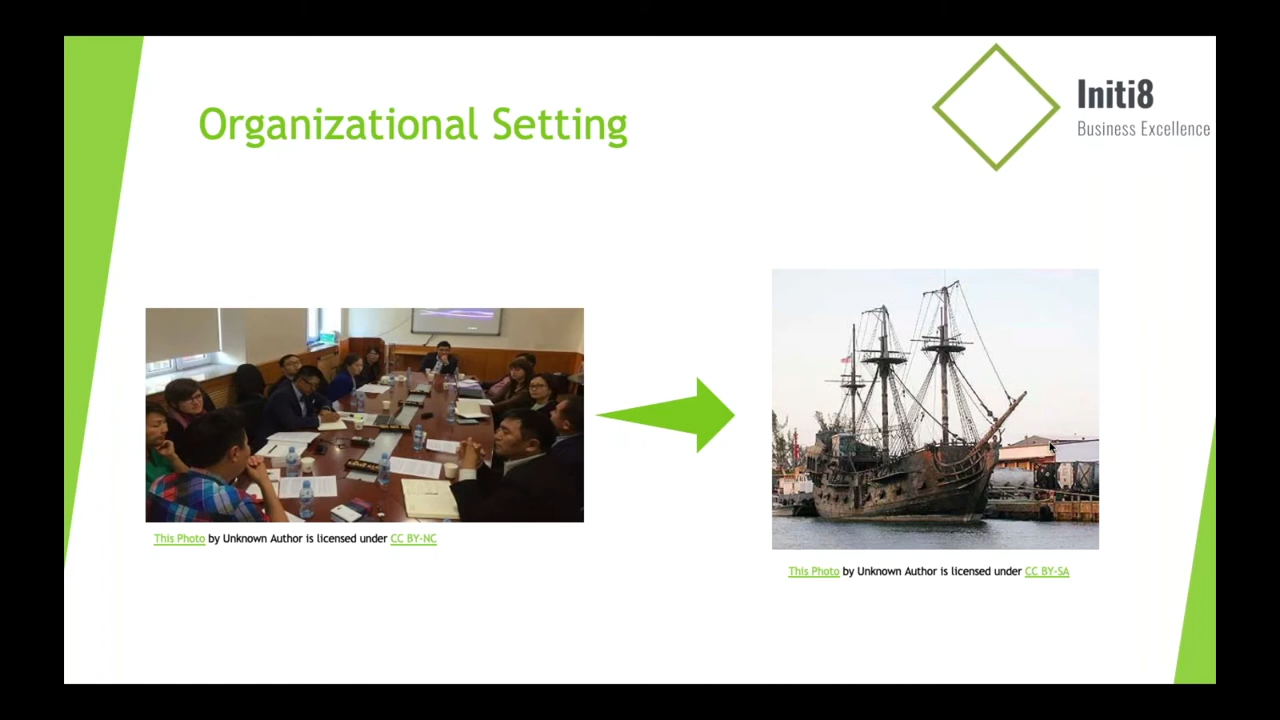 Organizational Setting
Initi8
Business Excellence
This Photo by Unknown Author is licensed under CC BY-NC
This Photo by Unknown Author is licensed under CC BY-SA